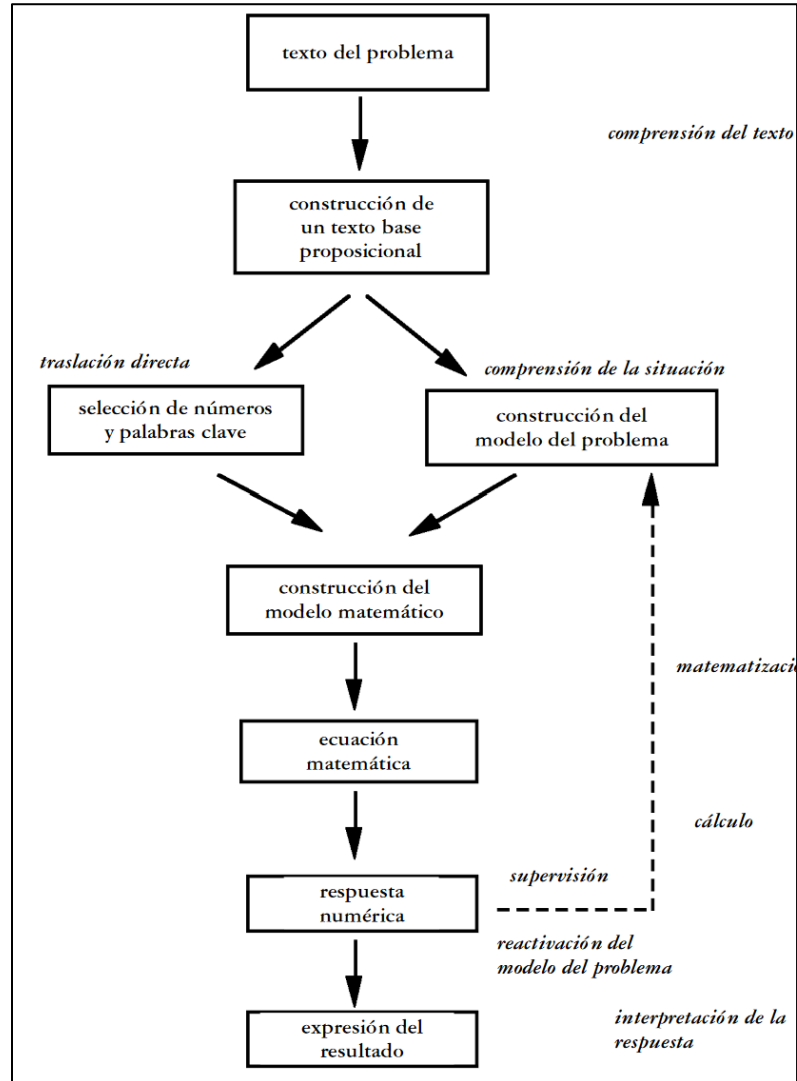 texto del problema
comprensión del texto
construcción de
un texto base
proposicional
traslación directa
comprensión de la situación
selección de números
y palabras clave
construcción del
modelo del problema
construcción del
modelo matemático
matematizació
ecuación
matemática
cálculo
supervisión
respuesta
numérica
reactivación del
modelo del problema
expresión del
resultado
interpretación de la
respuesta